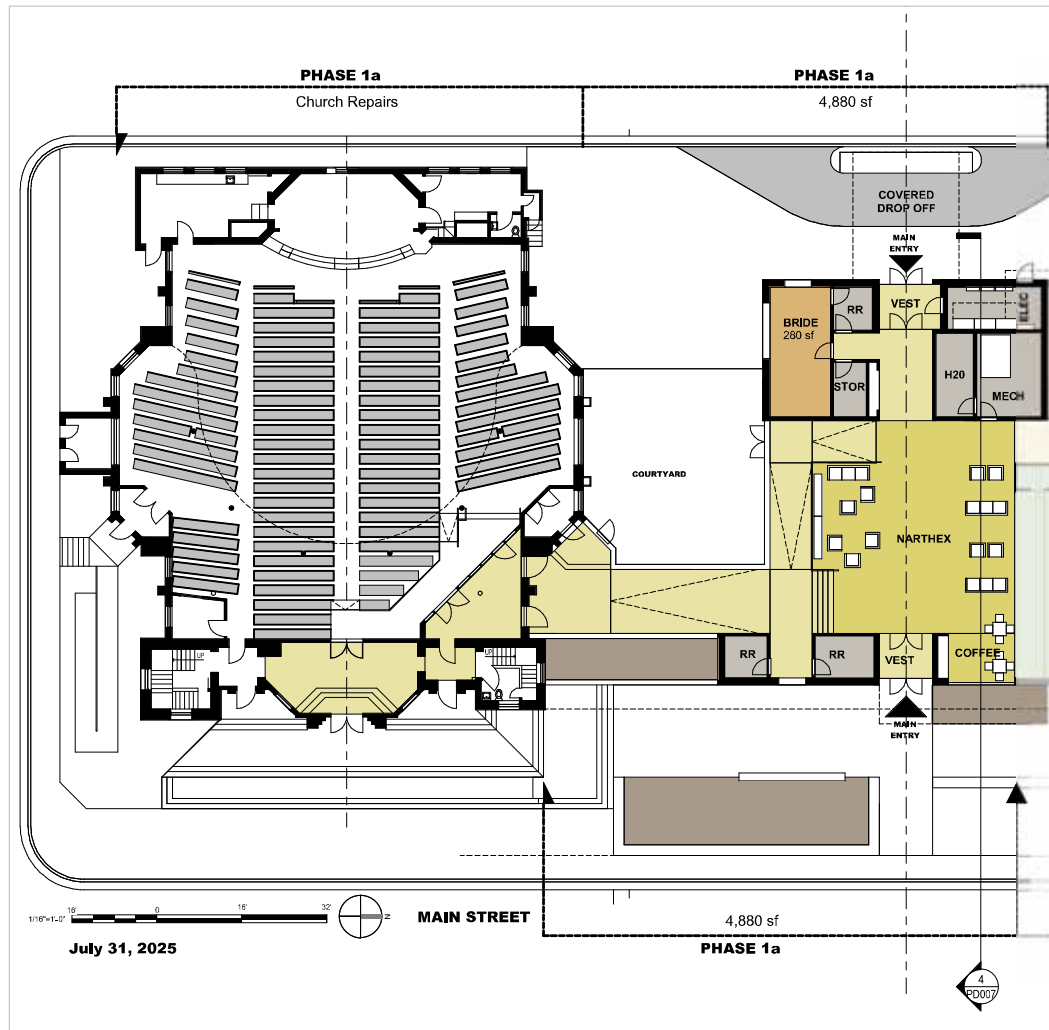 PHASE 1a
PHASE 1a
Church Repairs
4,880 sf
COVERED
DROP OFF
MAIN
ENTRY
VEST
ELEC
BRIDE
280 sf
RR
STOR
H20
MECH
COURTYARD
NARTHEX
UP
UP
RR
RR
VEST
COFFEE
MAIN
ENTRY
1/16"=1'-0"
16'
0
16'
32'
N
MAIN STREET
4,880 sf
July 31, 2025
PHASE 1a
4
PD007